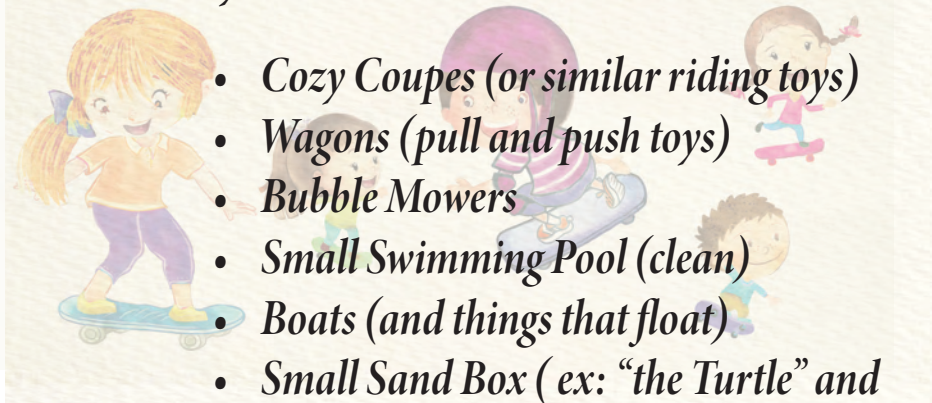 • Cozy Coupes (or similar riding toys)
• Wagons (pull and push toys)
• Bubble Mowers
• Small Swimming Pool (clean)
• Boats (and things that float)
• Small Sand Box ( ex: “the Turtle” and